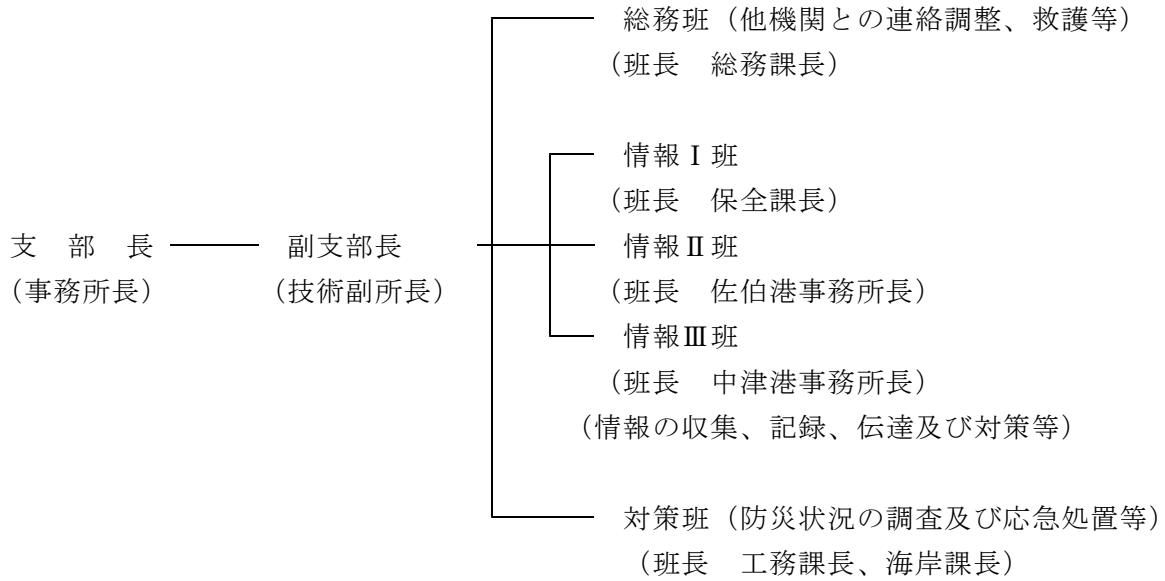 総務班（他機関との連絡調整、救護等）
（班長　総務課長）
情報Ⅰ班
（班長　保全課長）
支　部　長　副支部長　情報Ⅱ班
（事務所長）　（技術副所長）　（班長　佐伯港事務所長）
情報Ⅲ班
（班長　中津港事務所長）
（情報の収集、記録、伝達及び対策等）
対策班（防災状況の調査及び応急処置等）
（班長　工務課長、海岸課長）